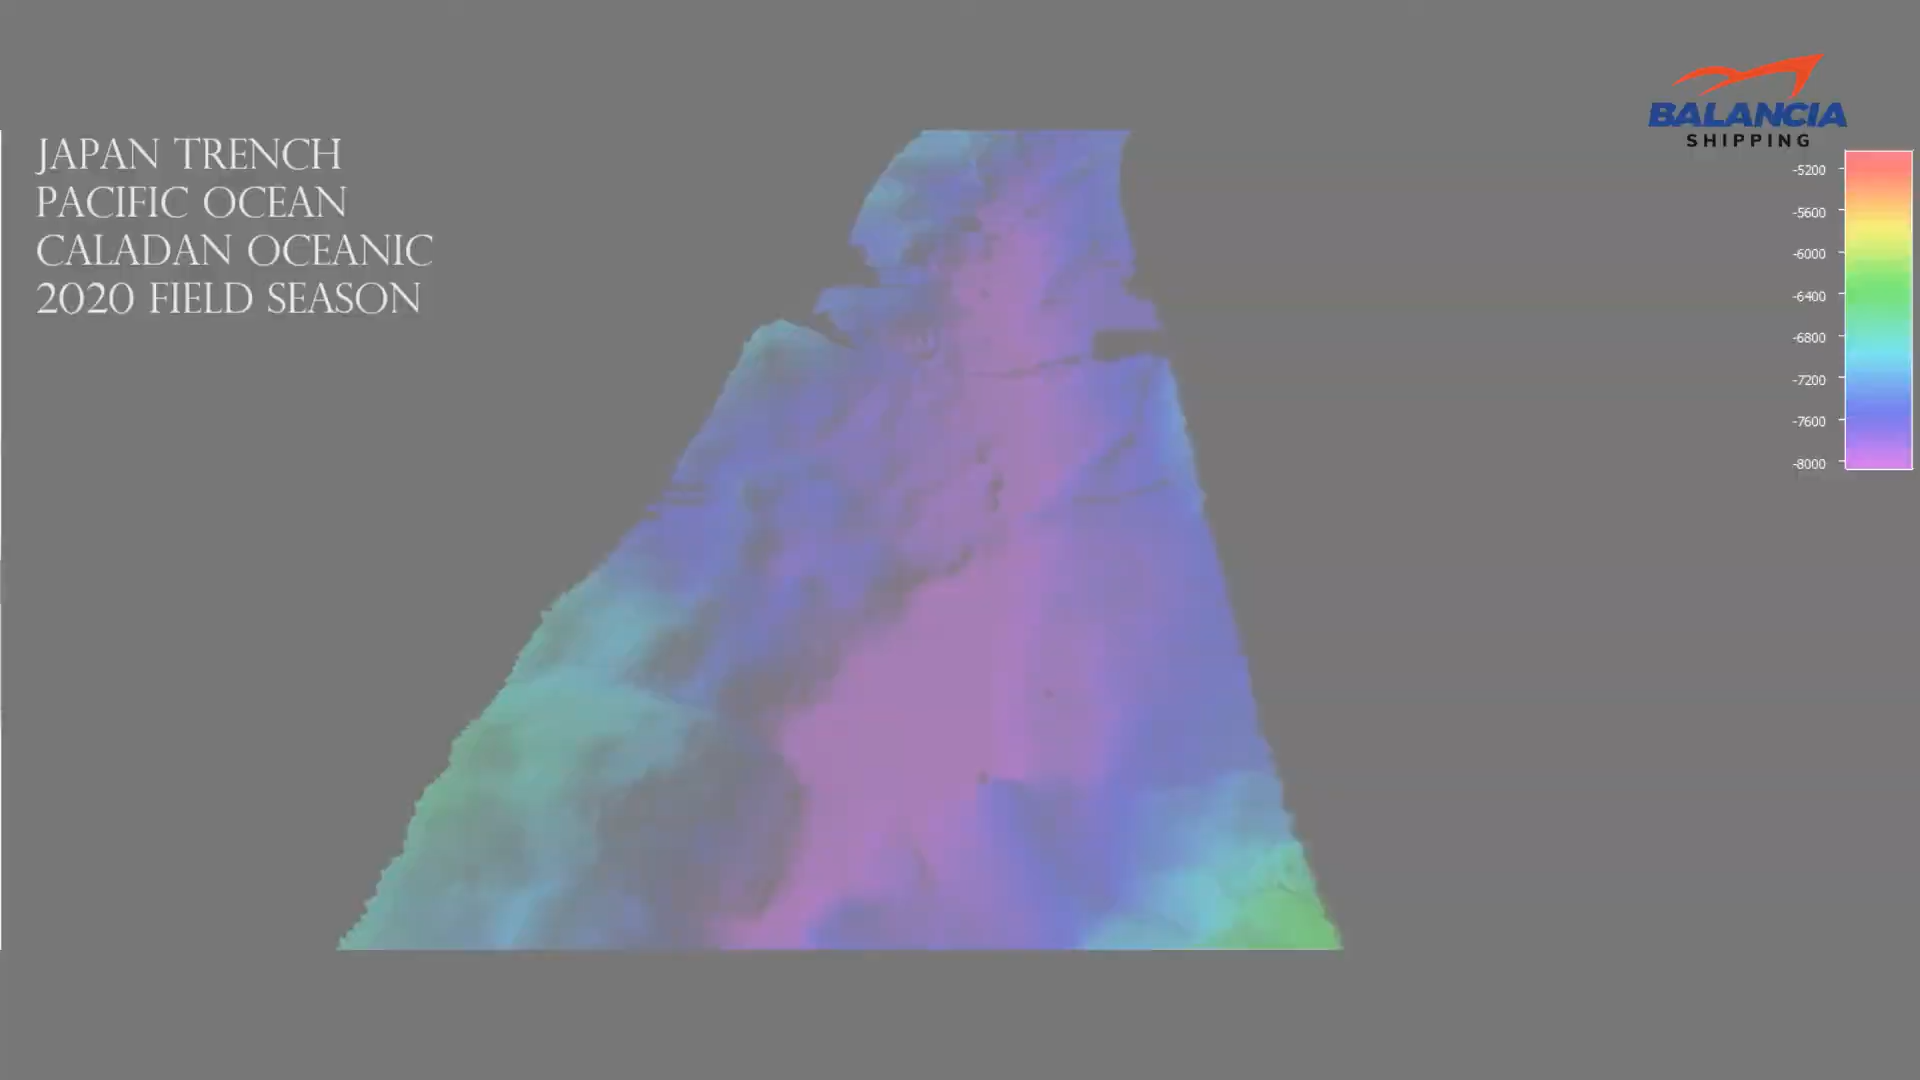 JAPAN TRENCH
PACIFIC OCEAN
CALADAN OCEANIC
2020 FIELD SEASON
BALANCIA
SHIPPING
-5200
-5600
-6000
-6400
-6800
-7200
-7600
-8000